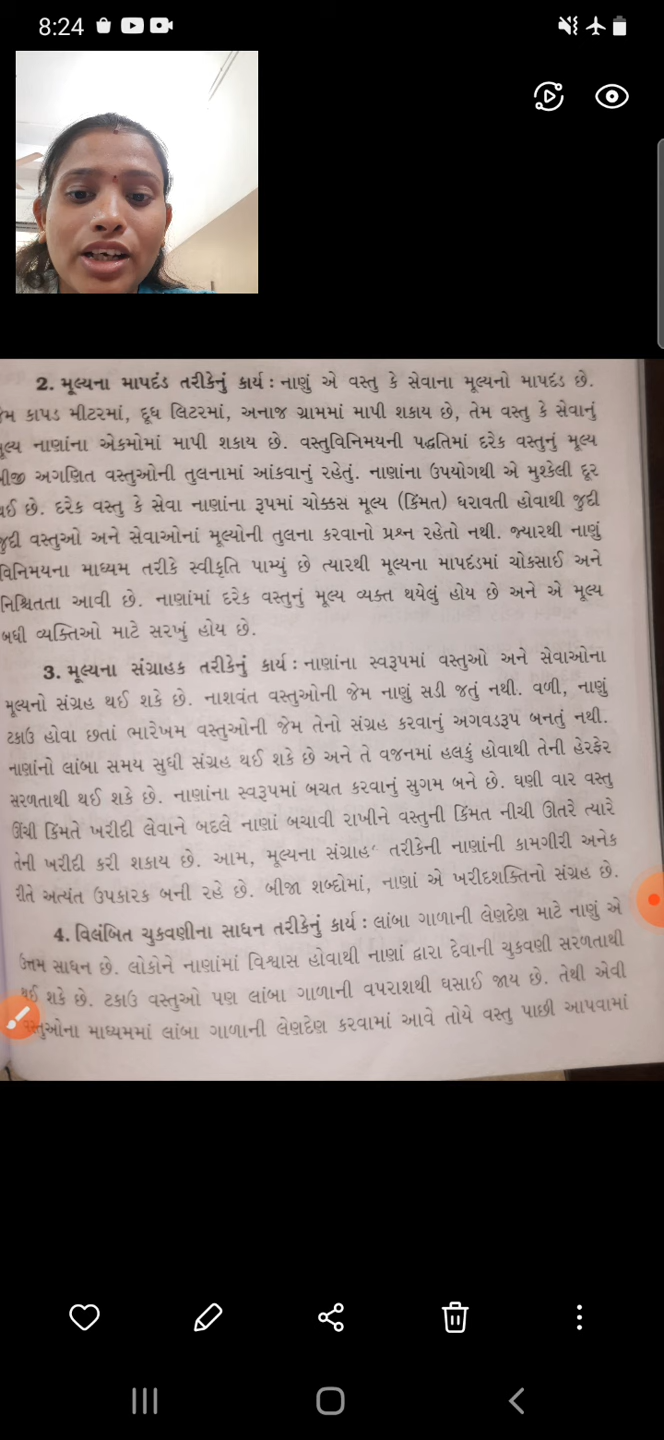 8:24
2. મૂલ્યના માપદંડ તરીકેનું કાર્ય : નાણું એ વસ્તુ કે સેવાના મૂલ્યનો માપદંડ છે.
કાપડ મીટરમાં, દૂધ લિટરમાં, અનાજ ગ્રામમાં માપી શકાય છે, તેમ વસ્તુ કે સેવાનું
નાણાંના એકમોમાં માપી શકાય છે. વસ્તુવિનિમયની પદ્ધતિમાં દરેક વસ્તુનું મૂલ્ય
અગણિત વસ્તુઓની તુલનામાં આંકવાનું રહેતું. નાણાંના ઉપયોગથી એ મુશ્કેલી દૂર
છે. દરેક વસ્તુ કે સેવા નાણાંના રૂપમાં ચોક્કસ મૂલ્ય (કિંમત) ધરાવતી હોવાથી જુદી
જુદી વસ્તુઓ અને સેવાઓનાં મૂલ્યોની તુલના કરવાનો પ્રશ્ન રહેતો નથી. જ્યારથી નાણું
વિનિમયના માધ્યમ તરીકે સ્વીકૃતિ પામ્યું છે ત્યારથી મૂલ્યના માપદંડમાં ચોકસાઈ અને
નિશ્ચિતતા આવી છે. નાણાંમાં દરેક વસ્તુનું મૂલ્ય વ્યક્ત થયેલું હોય છે અને એ મૂલ્ય
બધી વ્યક્તિઓ માટે સરખું હોય છે.
3. મૂલ્યના સંગ્રાહક તરીકેનું કાર્ય : નાણાંના સ્વરૂપમાં વસ્તુઓ અને સેવાઓના
મૂલ્યનો સંગ્રહ થઈ શકે છે. નાશવંત વસ્તુઓની જેમ નાણું સડી જતું નથી. વળી, નાણું
ટકાઉ હોવા છતાં ભારેખમ વસ્તુઓની જેમ તેનો સંગ્રહ કરવાનું અગવડરૂપ બનતું નથી.
નાણાંનો લાંબા સમય સુધી સંગ્રહ થઈ શકે છે અને તે વજનમાં હલકું હોવાથી તેની હેરફેર
સરળતાથી થઈ શકે છે. નાણાંના સ્વરૂપમાં બચત કરવાનું સુગમ બને છે. ઘણી વાર વસ્તુ
ઊંચી કિંમતે ખરીદી લેવાને બદલે નાણાં બચાવી રાખીને વસ્તુની કિંમત નીચી ઊતરે ત્યારે
તેની ખરીદી કરી શકાય છે. આમ, મૂલ્યના તરીકેની નાણાંની કામગીરી અનેક
રીતે અત્યંત ઉપકારક બની રહે છે. બીજા શબ્દોમાં, નાણાં એ ખરીદશક્તિનો સંગ્રહ છે.
4. વિલંબિત ચુકવણીના સાધન તરીકેનું કાર્ય : લાંબા ગાળાની લેણદેણ માટે નાણું એ
ઉત્તમ સાધન છે. લોકોને નાણાંમાં વિશ્વાસ હોવાથી નાણાં દ્વારા દેવાની ચુકવણી સરળતાથી
થઈ શકે છે. ટકાઉ વસ્તુઓ પણ લાંબા ગાળાની વપરાશથી ઘસાઈ જાય છે. તેથી એવી
માધ્યમમાં લાંબા ગાળાની લેણદેણ કરવામાં આવે તોયે વસ્તુ પાછી આપવામાં